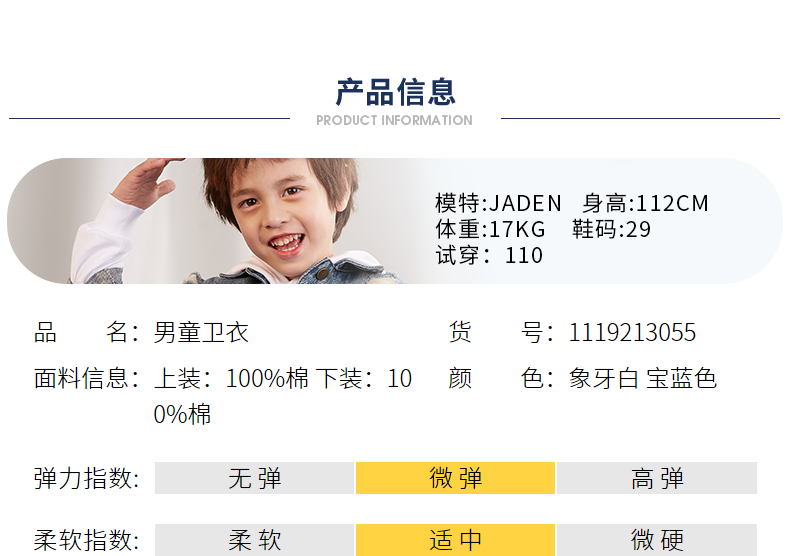 产品信息
PRODUCT INFORMATION
模特:JADEN 身高:112CM
体重:17KG 鞋码:29
试穿：110
品 名：男童卫衣 货 号：1119213055
面料信息：上装：100%棉 下装：10 颜 色：象牙白 宝蓝色
0%棉
弹力指数: 无 弹 微 弹 高 弹
柔软指数: 柔 软 适 中 微 硬